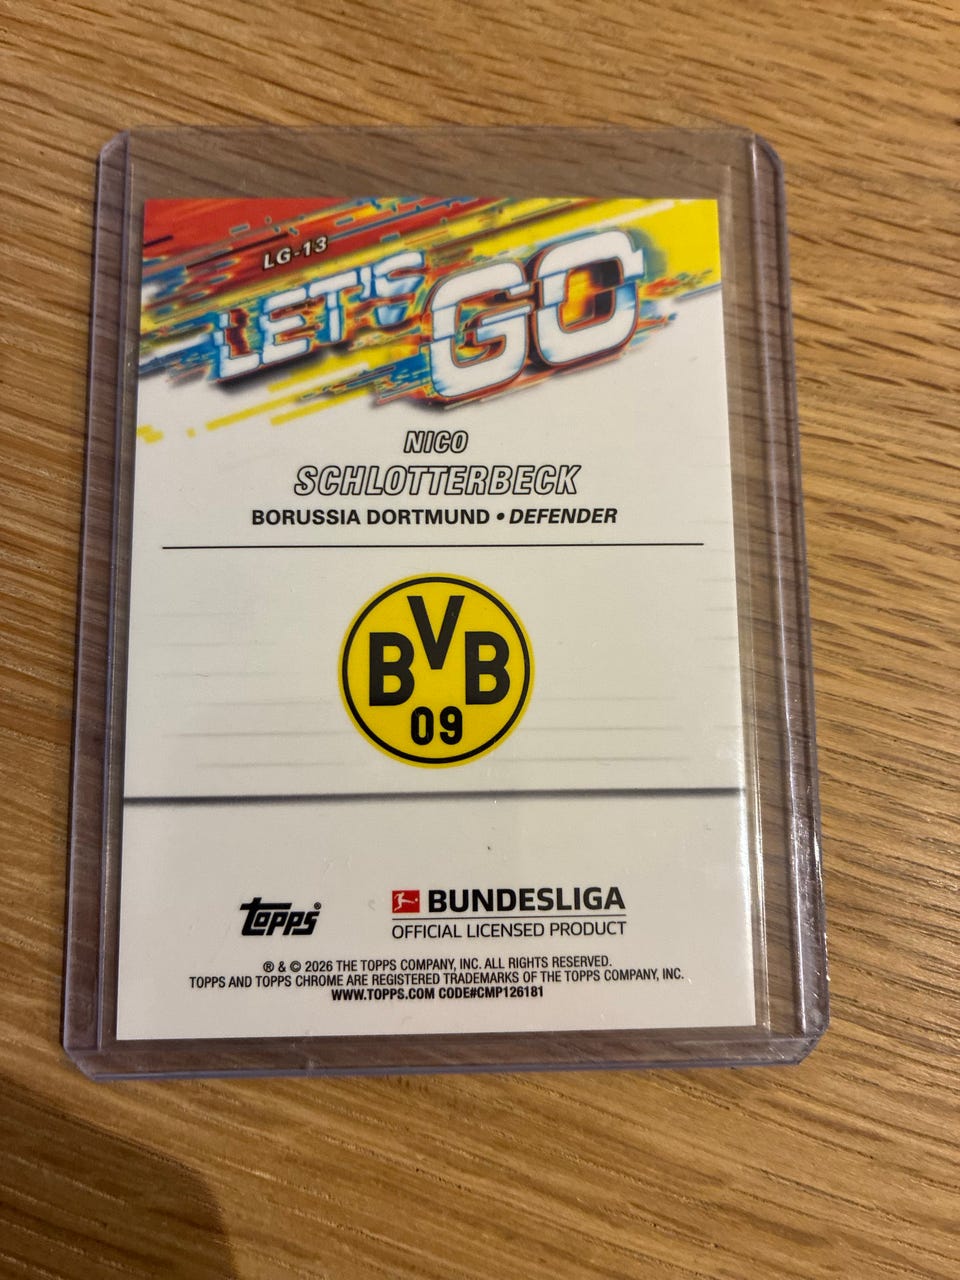 LG-13
LET'S GO
NICO
SCHLOTTERBECK
BORUSSIA DORTMUND • DEFENDER
BVB
09
TOPPS®
BUNDESLIGA
OFFICIAL LICENSED PRODUCT
® & © 2026 THE TOPPS COMPANY, INC. ALL RIGHTS RESERVED.
TOPPS AND TOPPS CHROME ARE REGISTERED TRADEMARKS OF THE TOPPS COMPANY, INC.
WWW.TOPPS.COM CODE#CMP126181